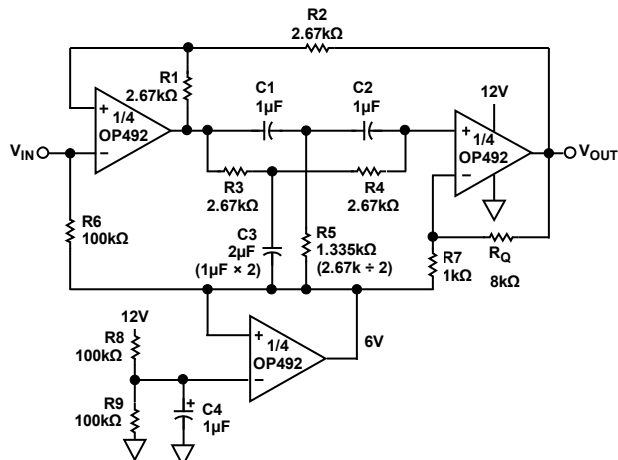 R2
2.67kΩ
R1
2.67kΩ
C1
1µF
C2
1µF
12V
+
1/4
OP492
−
VIN
+
1/4
OP492
−
VOUT
R3
2.67kΩ
R4
2.67kΩ
R6
100kΩ
C3
2µF
(1µF × 2)
R5
1.335kΩ
(2.67k ÷ 2)
R7
1kΩ
RQ
8kΩ
12V
R8
100kΩ
+
1/4
OP492
−
6V
R9
100kΩ
+
C4
1µF